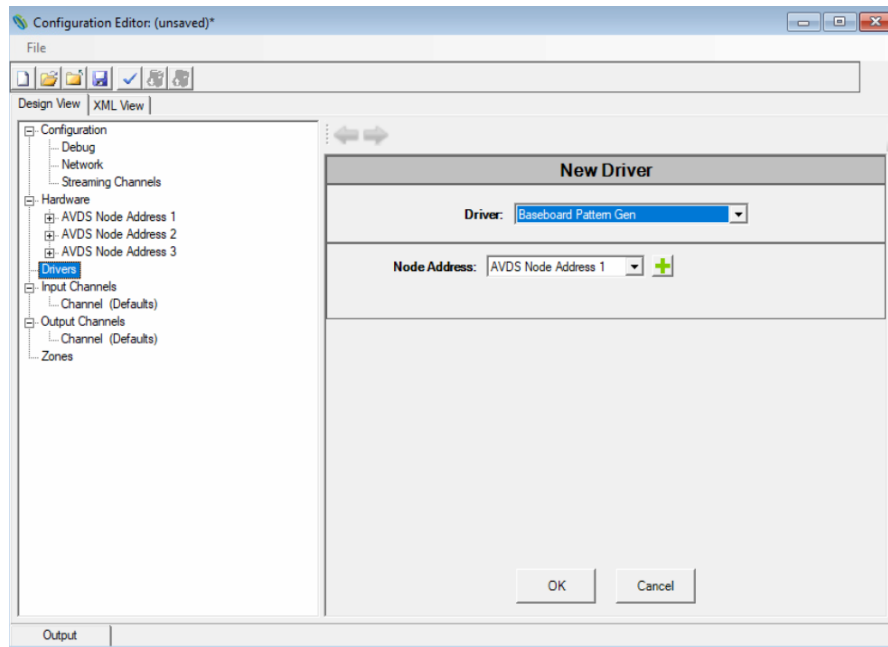 Configuration Editor: (unsaved)*
File
Design View XML View
Configuration
Debug
Network
Streaming Channels
Hardware
AVDS Node Address 1
AVDS Node Address 2
AVDS Node Address 3
Drivers
Input Channels
Channel (Defaults)
Output Channels
Channel (Defaults)
Zones
New Driver
Driver: Baseboard Pattern Gen
Node Address: AVDS Node Address 1
OK Cancel
Output